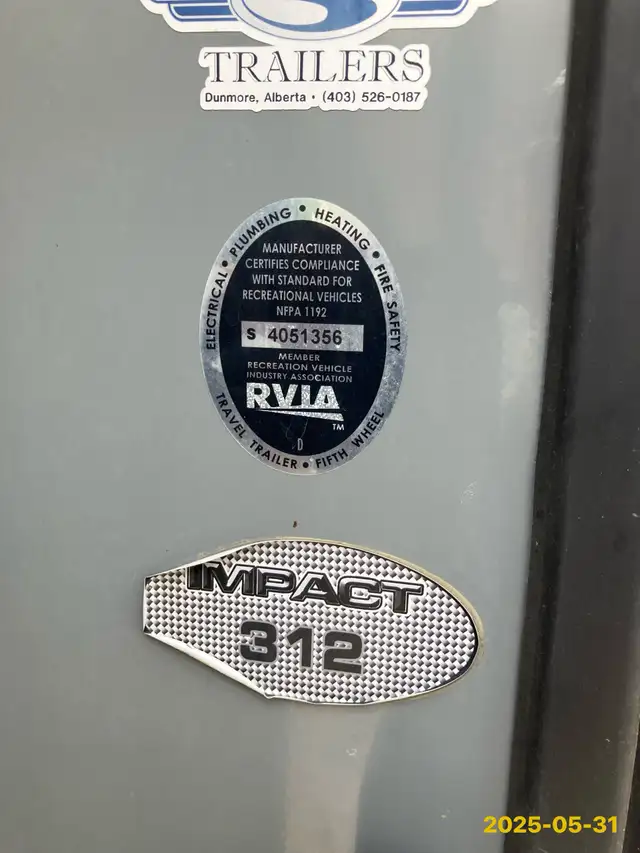 S
TRAILERS
Dunmore, Alberta • (403) 526-0187
ELECTRICAL • PLUMBING • HEATING • FIRE SAFETY
MANUFACTURER
CERTIFIES COMPLIANCE
WITH STANDARD FOR
RECREATIONAL VEHICLES
NFPA 1192
S 4051356
MEMBER
RECREATION VEHICLE
INDUSTRY ASSOCIATION
RVIA
TM
D
TRAVEL TRAILER • FIFTH WHEEL
IMPACT
312
2025-05-31